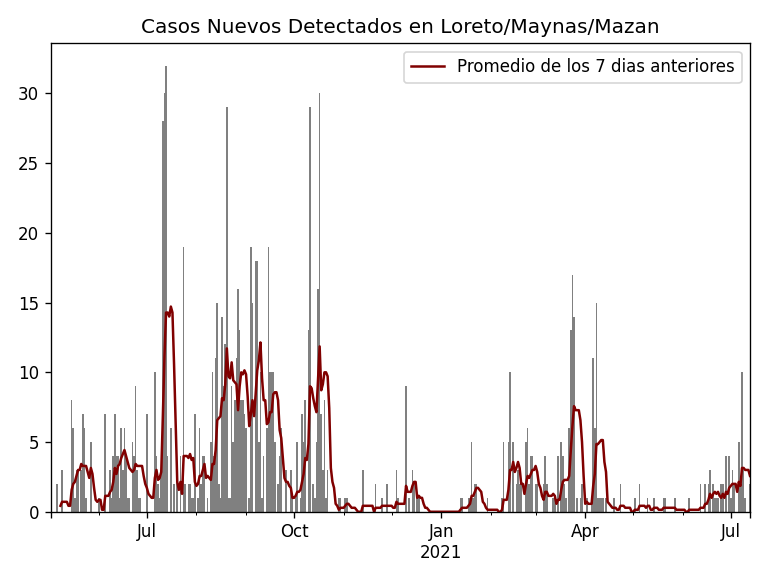 Casos Nuevos Detectados en Loreto/Maynas/Mazan
Promedio de los 7 dias anteriores
30
25
20
15
10
5
0
Jul
Oct
Jan
2021
Apr
Jul